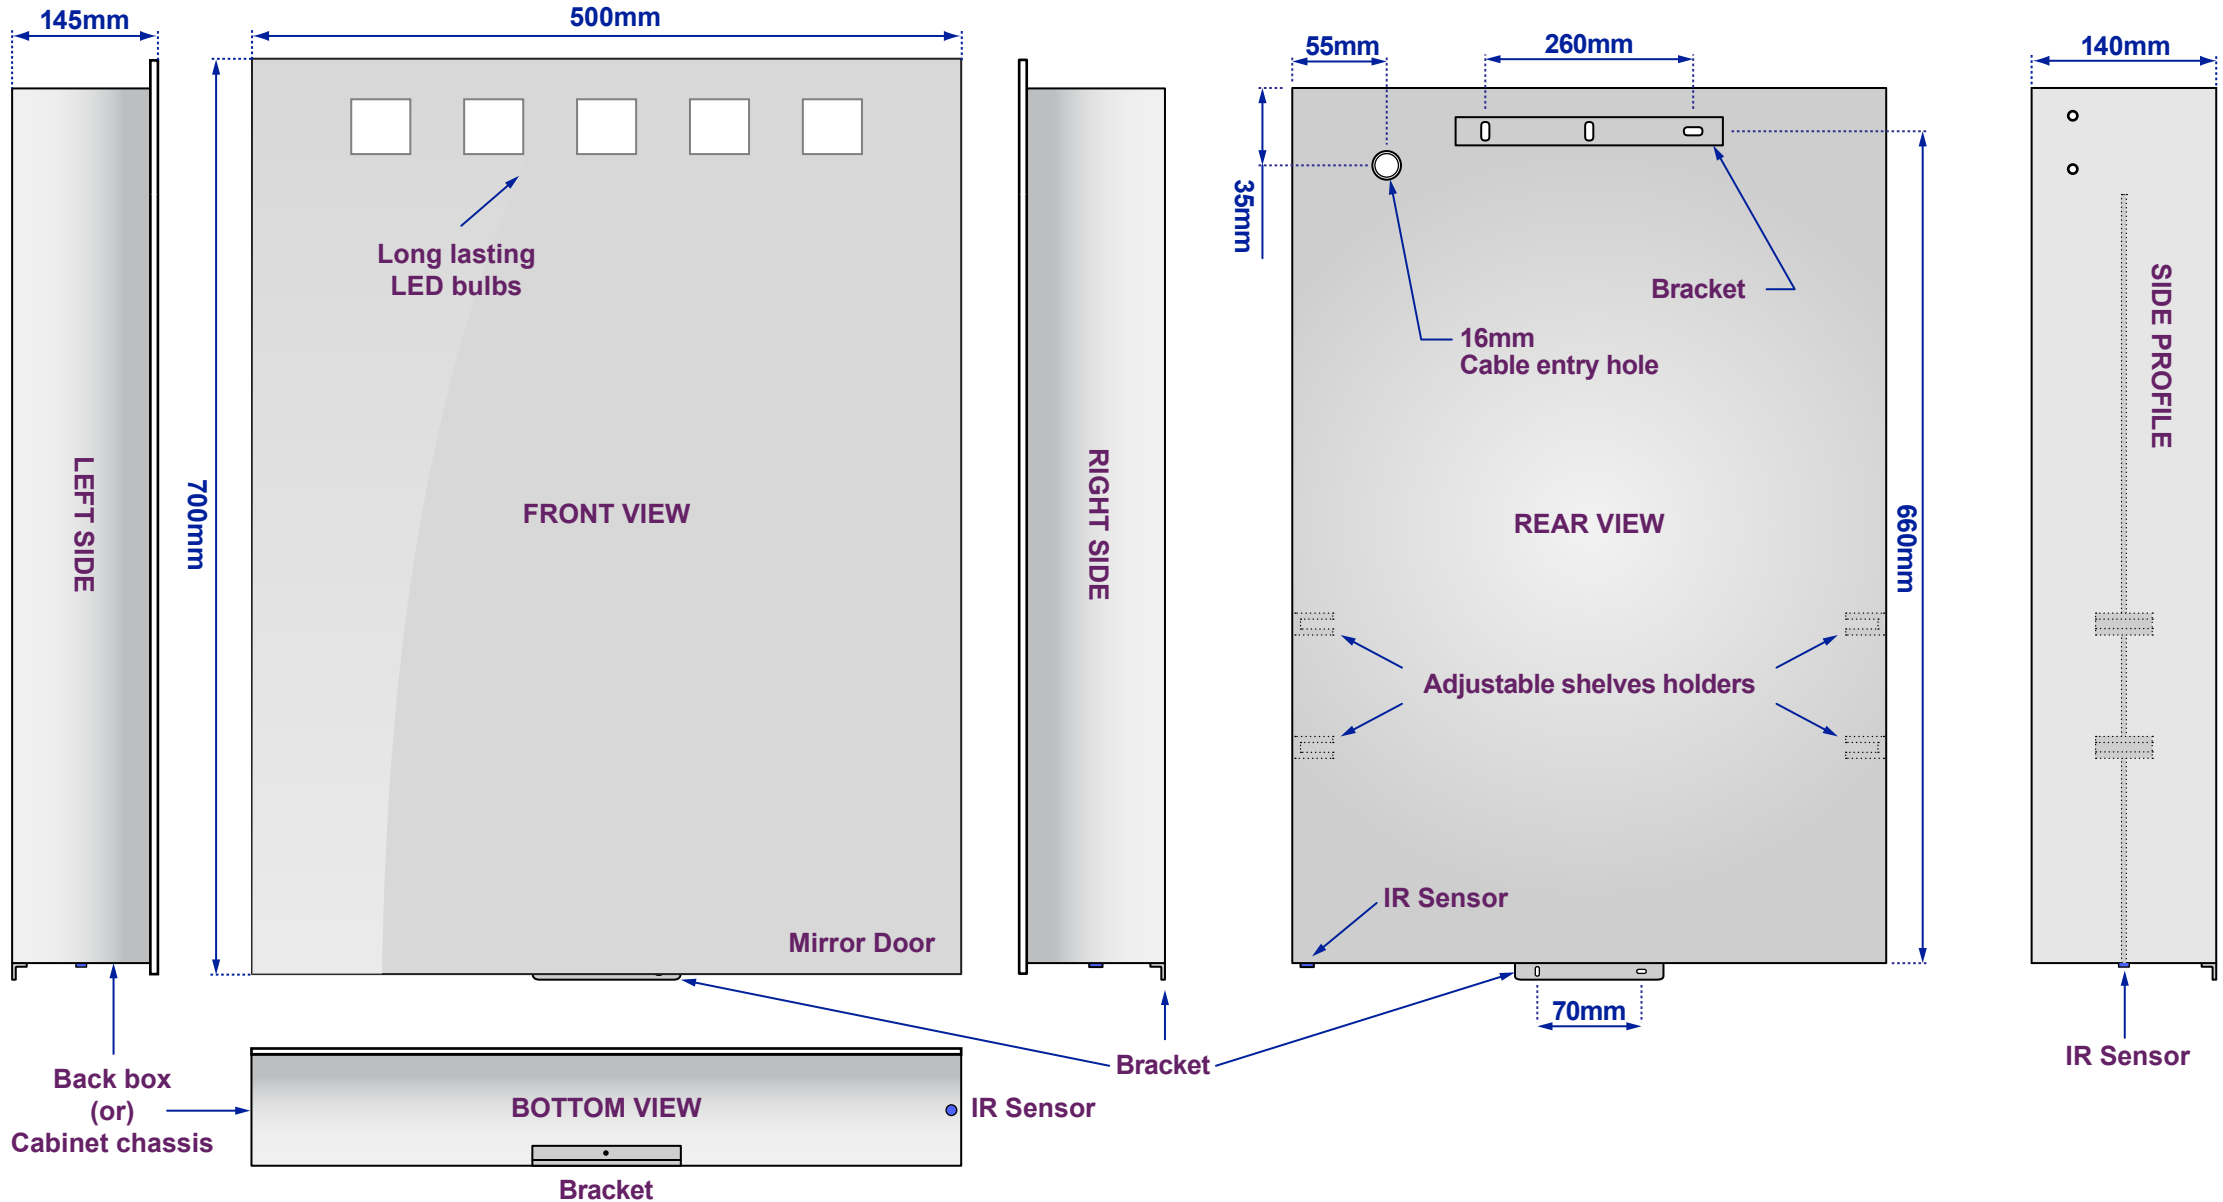 145mm
500mm
55mm
260mm
140mm
35mm
Long lasting
LED bulbs
Bracket
16mm
Cable entry hole
SIDE PROFILE
LEFT SIDE
700mm
FRONT VIEW
RIGHT SIDE
REAR VIEW
660mm
Adjustable shelves holders
IR Sensor
Mirror Door
70mm
Bracket
IR Sensor
Back box
(or)
Cabinet chassis
BOTTOM VIEW
IR Sensor
Bracket